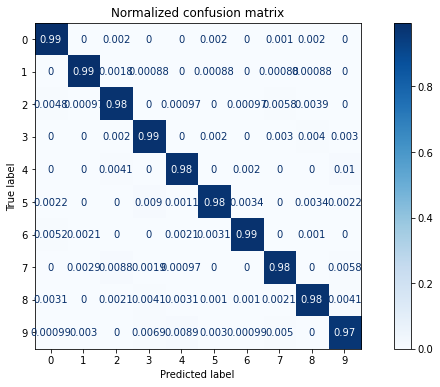 Normalized confusion matrix
0 0.99 0 0.002 0 0 0 0 0.001 0.002 0
1 0 0.99 0.0018 0.00088 0 0.00088 0 0.00088 0.00088 0
2 0.0048 0.00097 0.98 0 0.00097 0 0.00097 0.0058 0.0039 0
3 0 0 0.002 0.99 0 0.002 0 0.003 0.004 0.003
4 0 0 0.0041 0 0.98 0 0.002 0 0 0.01
5 0.0022 0 0 0.009 0.0011 0.98 0.0034 0 0.0034 0.0022
6 0.0052 0.0021 0 0 0.0021 0.0031 0.99 0 0.001 0
7 0 0.0029 0.0088 0.0019 0.00097 0 0 0.98 0 0.0058
8 0.0031 0 0.0021 0.0041 0.0031 0.001 0.001 0.0021 0.98 0.0041
9 0.00099 0.003 0 0.0069 0.0089 0.003 0.00099 0.005 0 0.97
0 1 2 3 4 5 6 7 8 9
Predicted label
True label
0.8
0.6
0.4
0.2
0.0